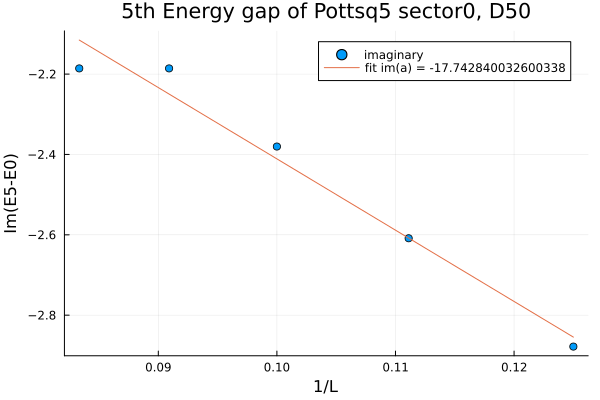 5th Energy gap of Pottsq5 sector0, D50
imaginary
fit im(a) = -17.742840032600338
Im(E5-E0)
−2.2
−2.4
−2.6
−2.8
0.09
0.10
0.11
0.12
1/L